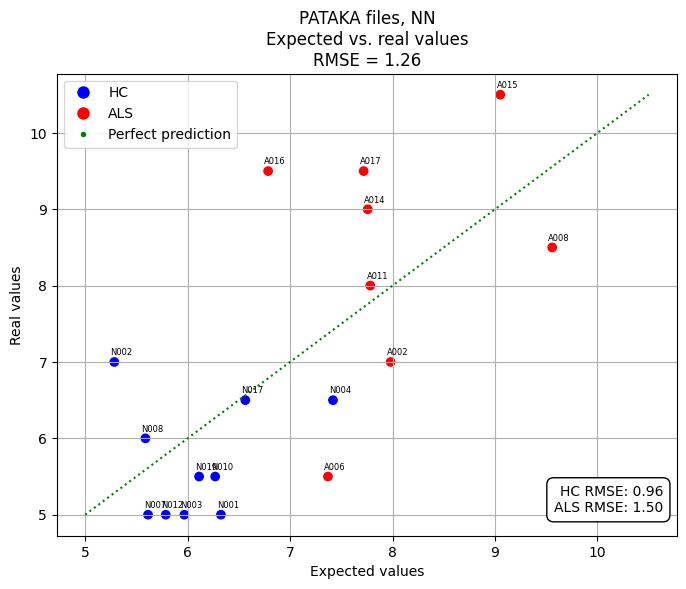 PATAKA files, NN
Expected vs. real values
RMSE = 1.26
HC
ALS
Perfect prediction
A015
A016
A017
A014
A008
A011
N002
A002
N017
N004
N008
N019
N010
A006
N007
N012
N003
N001
HC RMSE: 0.96
ALS RMSE: 1.50
10
9
8
7
6
5
Real values
5
6
7
8
9
10
Expected values